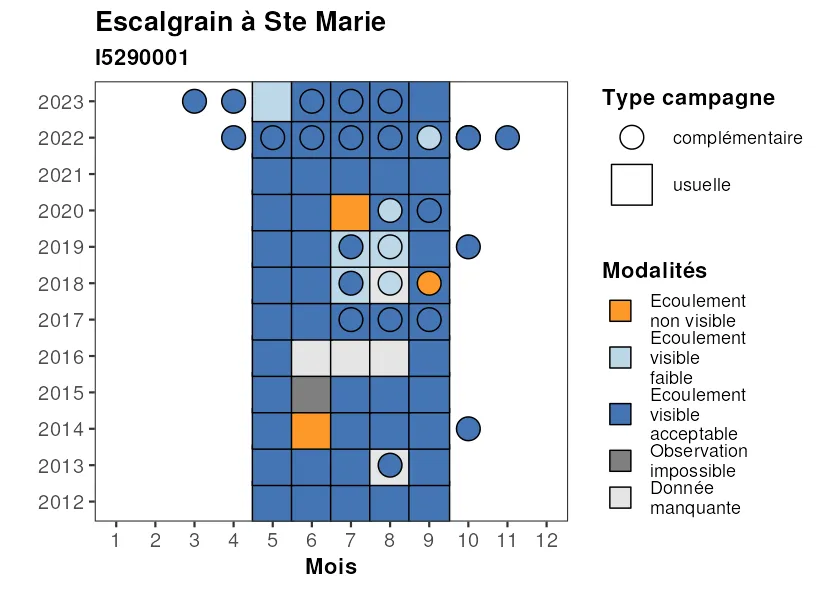 Escalgrain à Ste Marie
I5290001
2023
2022
2021
2020
2019
2018
2017
2016
2015
2014
2013
2012
1 2 3 4 5 6 7 8 9 10 11 12
Mois
Type campagne
complémentaire
usuelle
Modalités
Ecoulement
non visible
Ecoulement
visible
faible
Ecoulement
visible
acceptable
Observation
impossible
Donnée
manquante